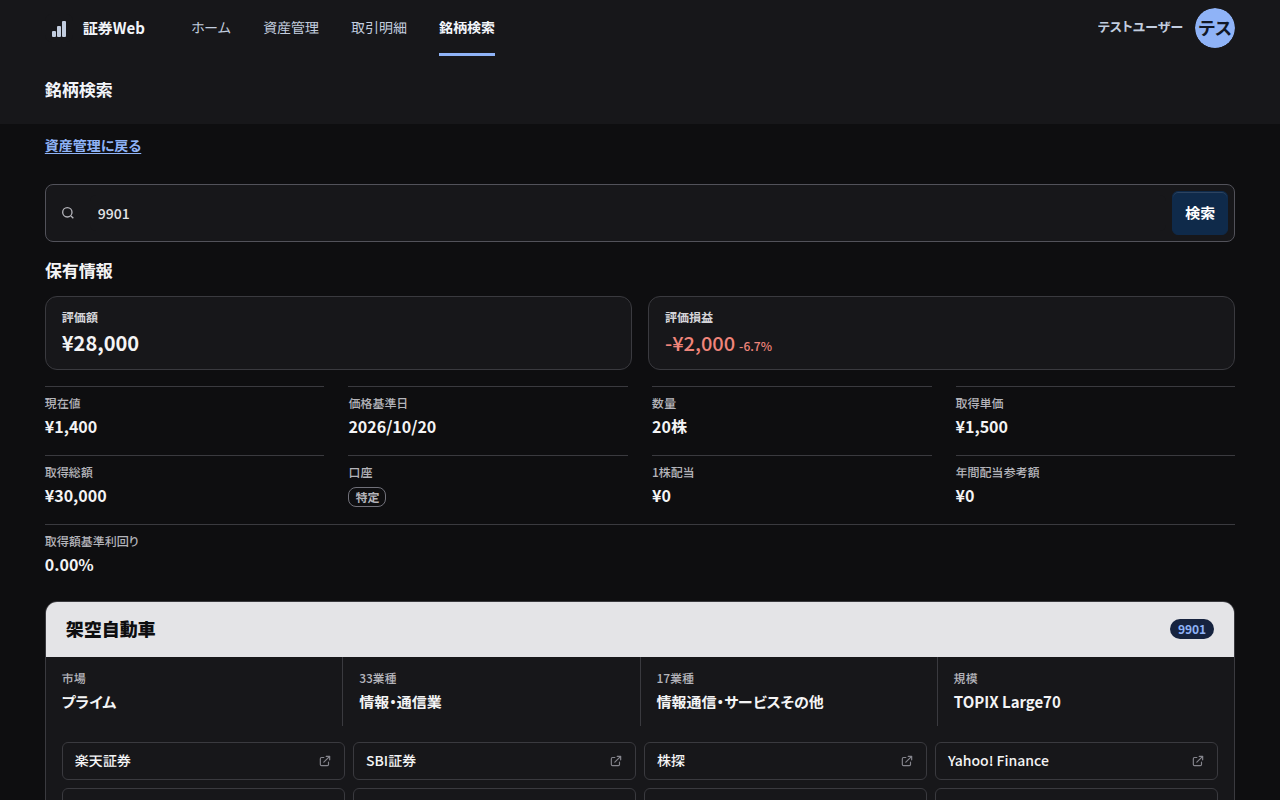 証券Web ホーム 資産管理 取引明細 銘柄検索 テストユーザー テス
銘柄検索
資産管理に戻る
9901 検索
保有情報
評価額 評価損益
¥28,000 -¥2,000 -6.7%
現在値 価格基準日 数量 取得単価
¥1,400 2026/10/20 20株 ¥1,500
取得総額 口座 1株配当 年間配当参考額
¥30,000 特定 ¥0 ¥0
取得額基準利回り
0.00%
架空自動車 9901
市場 33業種 17業種 規模
プライム 情報・通信業 情報通信・サービスその他 TOPIX Large70
楽天証券 SBI証券 株探 Yahoo! Finance